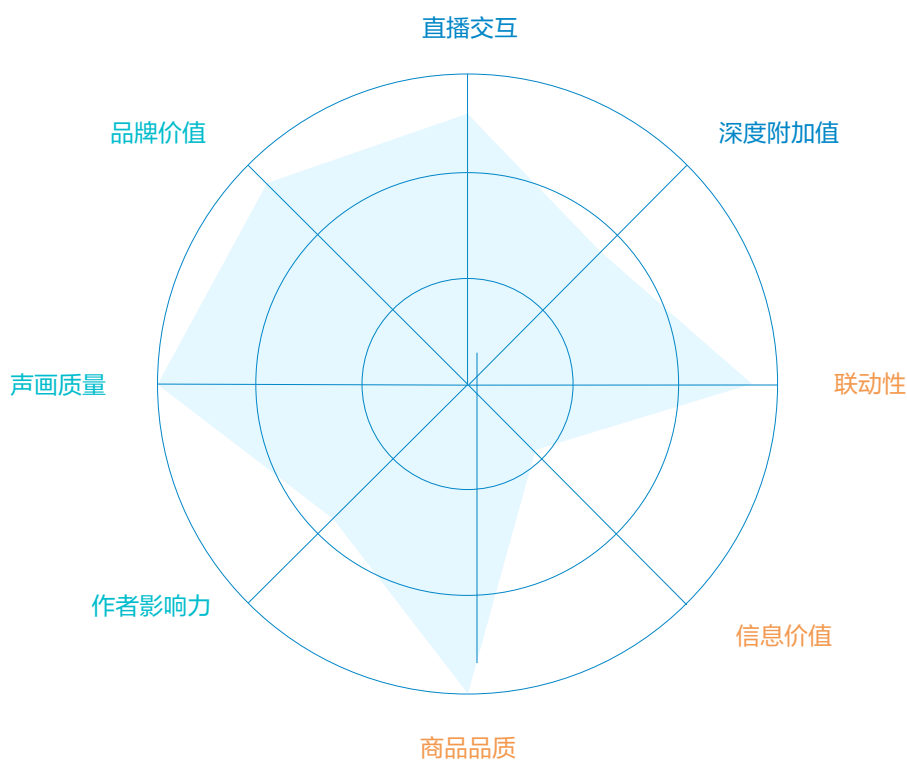 直播交互
品牌价值
深度附加值
声画质量
联动性
作者影响力
信息价值
商品品质